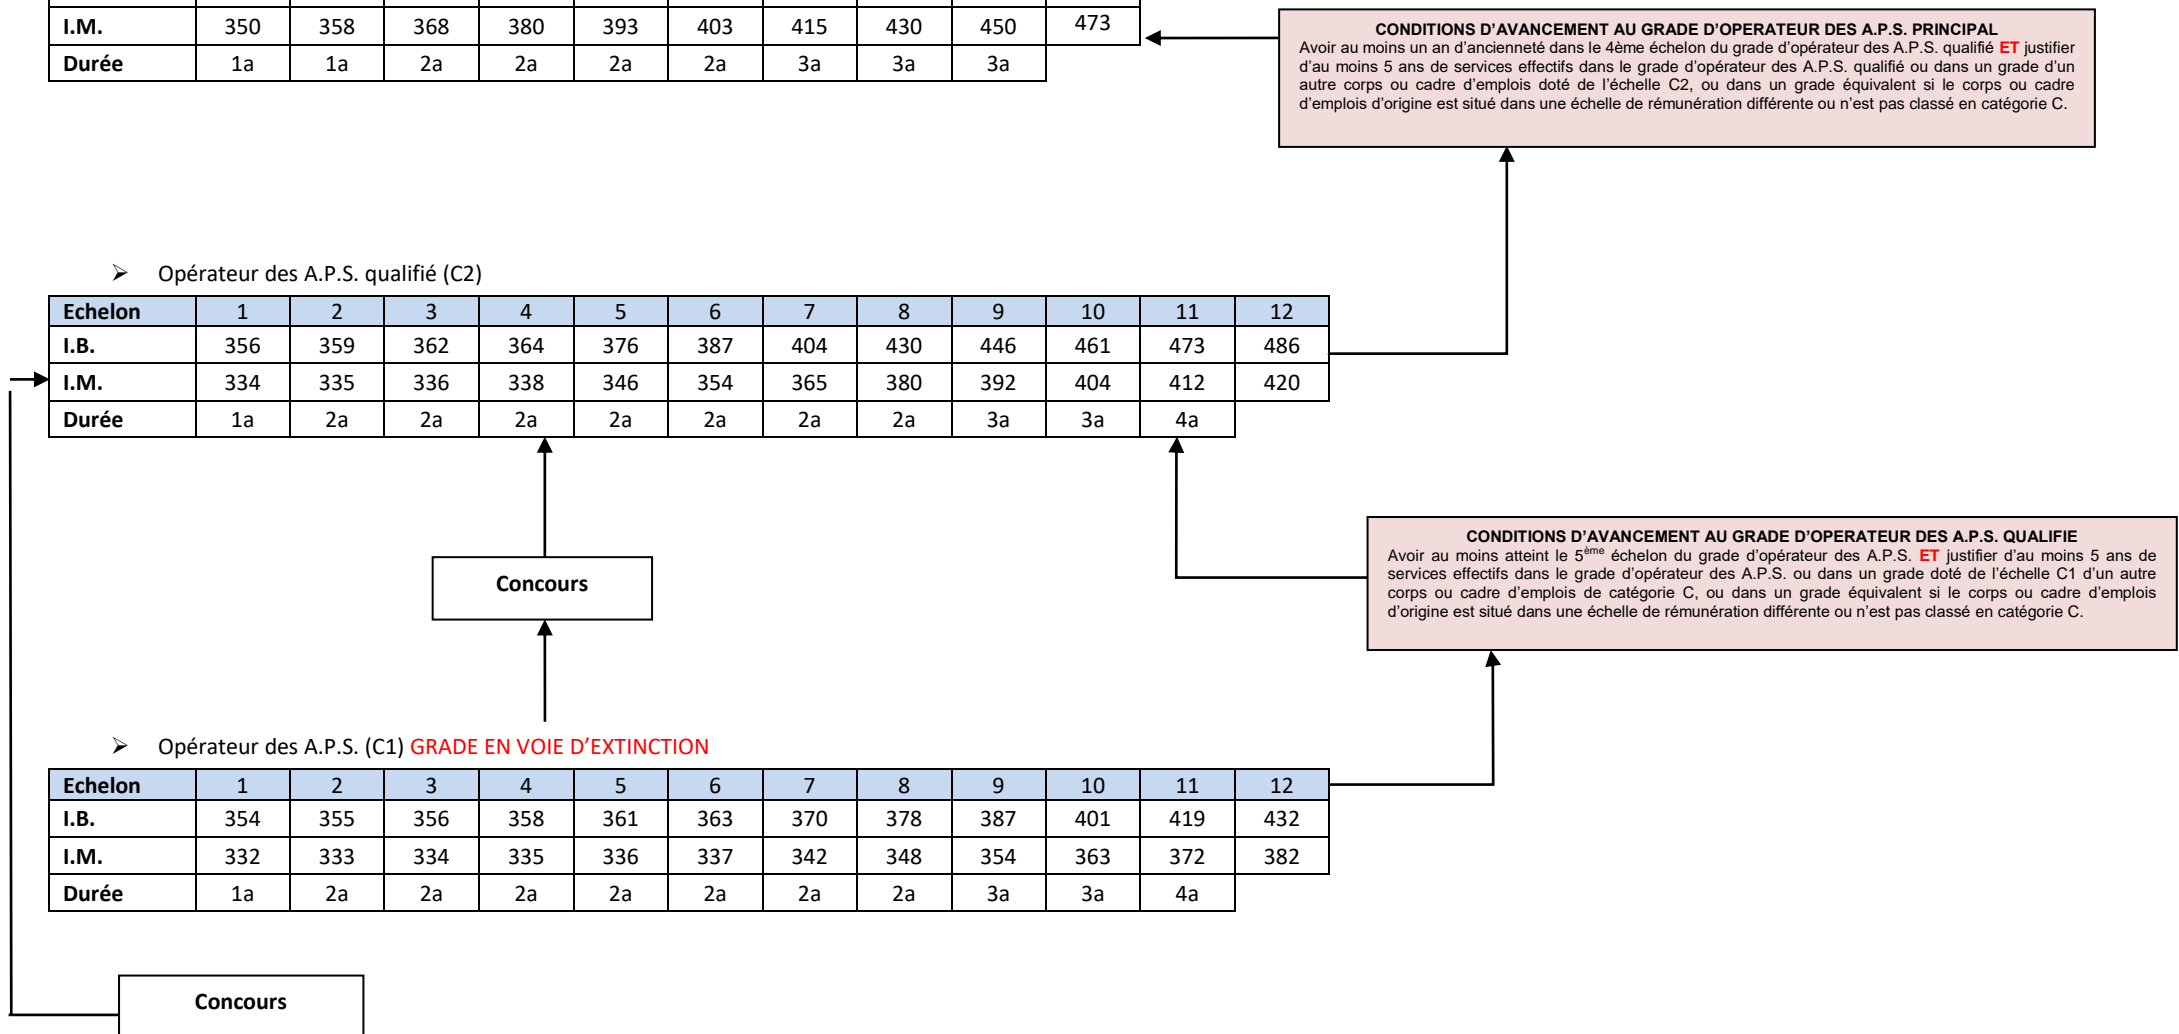 I.M. 350 358 368 380 393 403 415 430 450 473
Durée 1a 1a 2a 2a 2a 2a 3a 3a 3a
CONDITIONS D’AVANCEMENT AU GRADE D’OPERATEUR DES A.P.S. PRINCIPAL
Avoir au moins un an d’ancienneté dans le 4ème échelon du grade d’opérateur des A.P.S. qualifié ET justifier
d’au moins 5 ans de services effectifs dans le grade d’opérateur des A.P.S. qualifié ou dans un grade d’un
autre corps ou cadre d’emplois doté de l’échelle C2, ou dans un grade équivalent si le corps ou cadre
d’emplois d’origine est situé dans une échelle de rémunération différente ou n’est pas classé en catégorie C.
➢ Opérateur des A.P.S. qualifié (C2)
Echelon 1 2 3 4 5 6 7 8 9 10 11 12
I.B. 356 359 362 364 376 387 404 430 446 461 473 486
I.M. 334 335 336 338 346 354 365 380 392 404 412 420
Durée 1a 2a 2a 2a 2a 2a 2a 2a 3a 3a 4a
CONDITIONS D’AVANCEMENT AU GRADE D’OPERATEUR DES A.P.S. QUALIFIE
Avoir au moins atteint le 5ème échelon du grade d’opérateur des A.P.S. ET justifier d’au moins 5 ans de
services effectifs dans le grade d’opérateur des A.P.S. ou dans un grade doté de l’échelle C1 d’un autre
corps ou cadre d’emplois de catégorie C, ou dans un grade équivalent si le corps ou cadre d’emplois
d’origine est situé dans une échelle de rémunération différente ou n’est pas classé en catégorie C.
Concours
➢ Opérateur des A.P.S. (C1) GRADE EN VOIE D’EXTINCTION
Echelon 1 2 3 4 5 6 7 8 9 10 11 12
I.B. 354 355 356 358 361 363 370 378 387 401 419 432
I.M. 332 333 334 335 336 337 342 348 354 363 372 382
Durée 1a 2a 2a 2a 2a 2a 2a 2a 3a 3a 4a
Concours